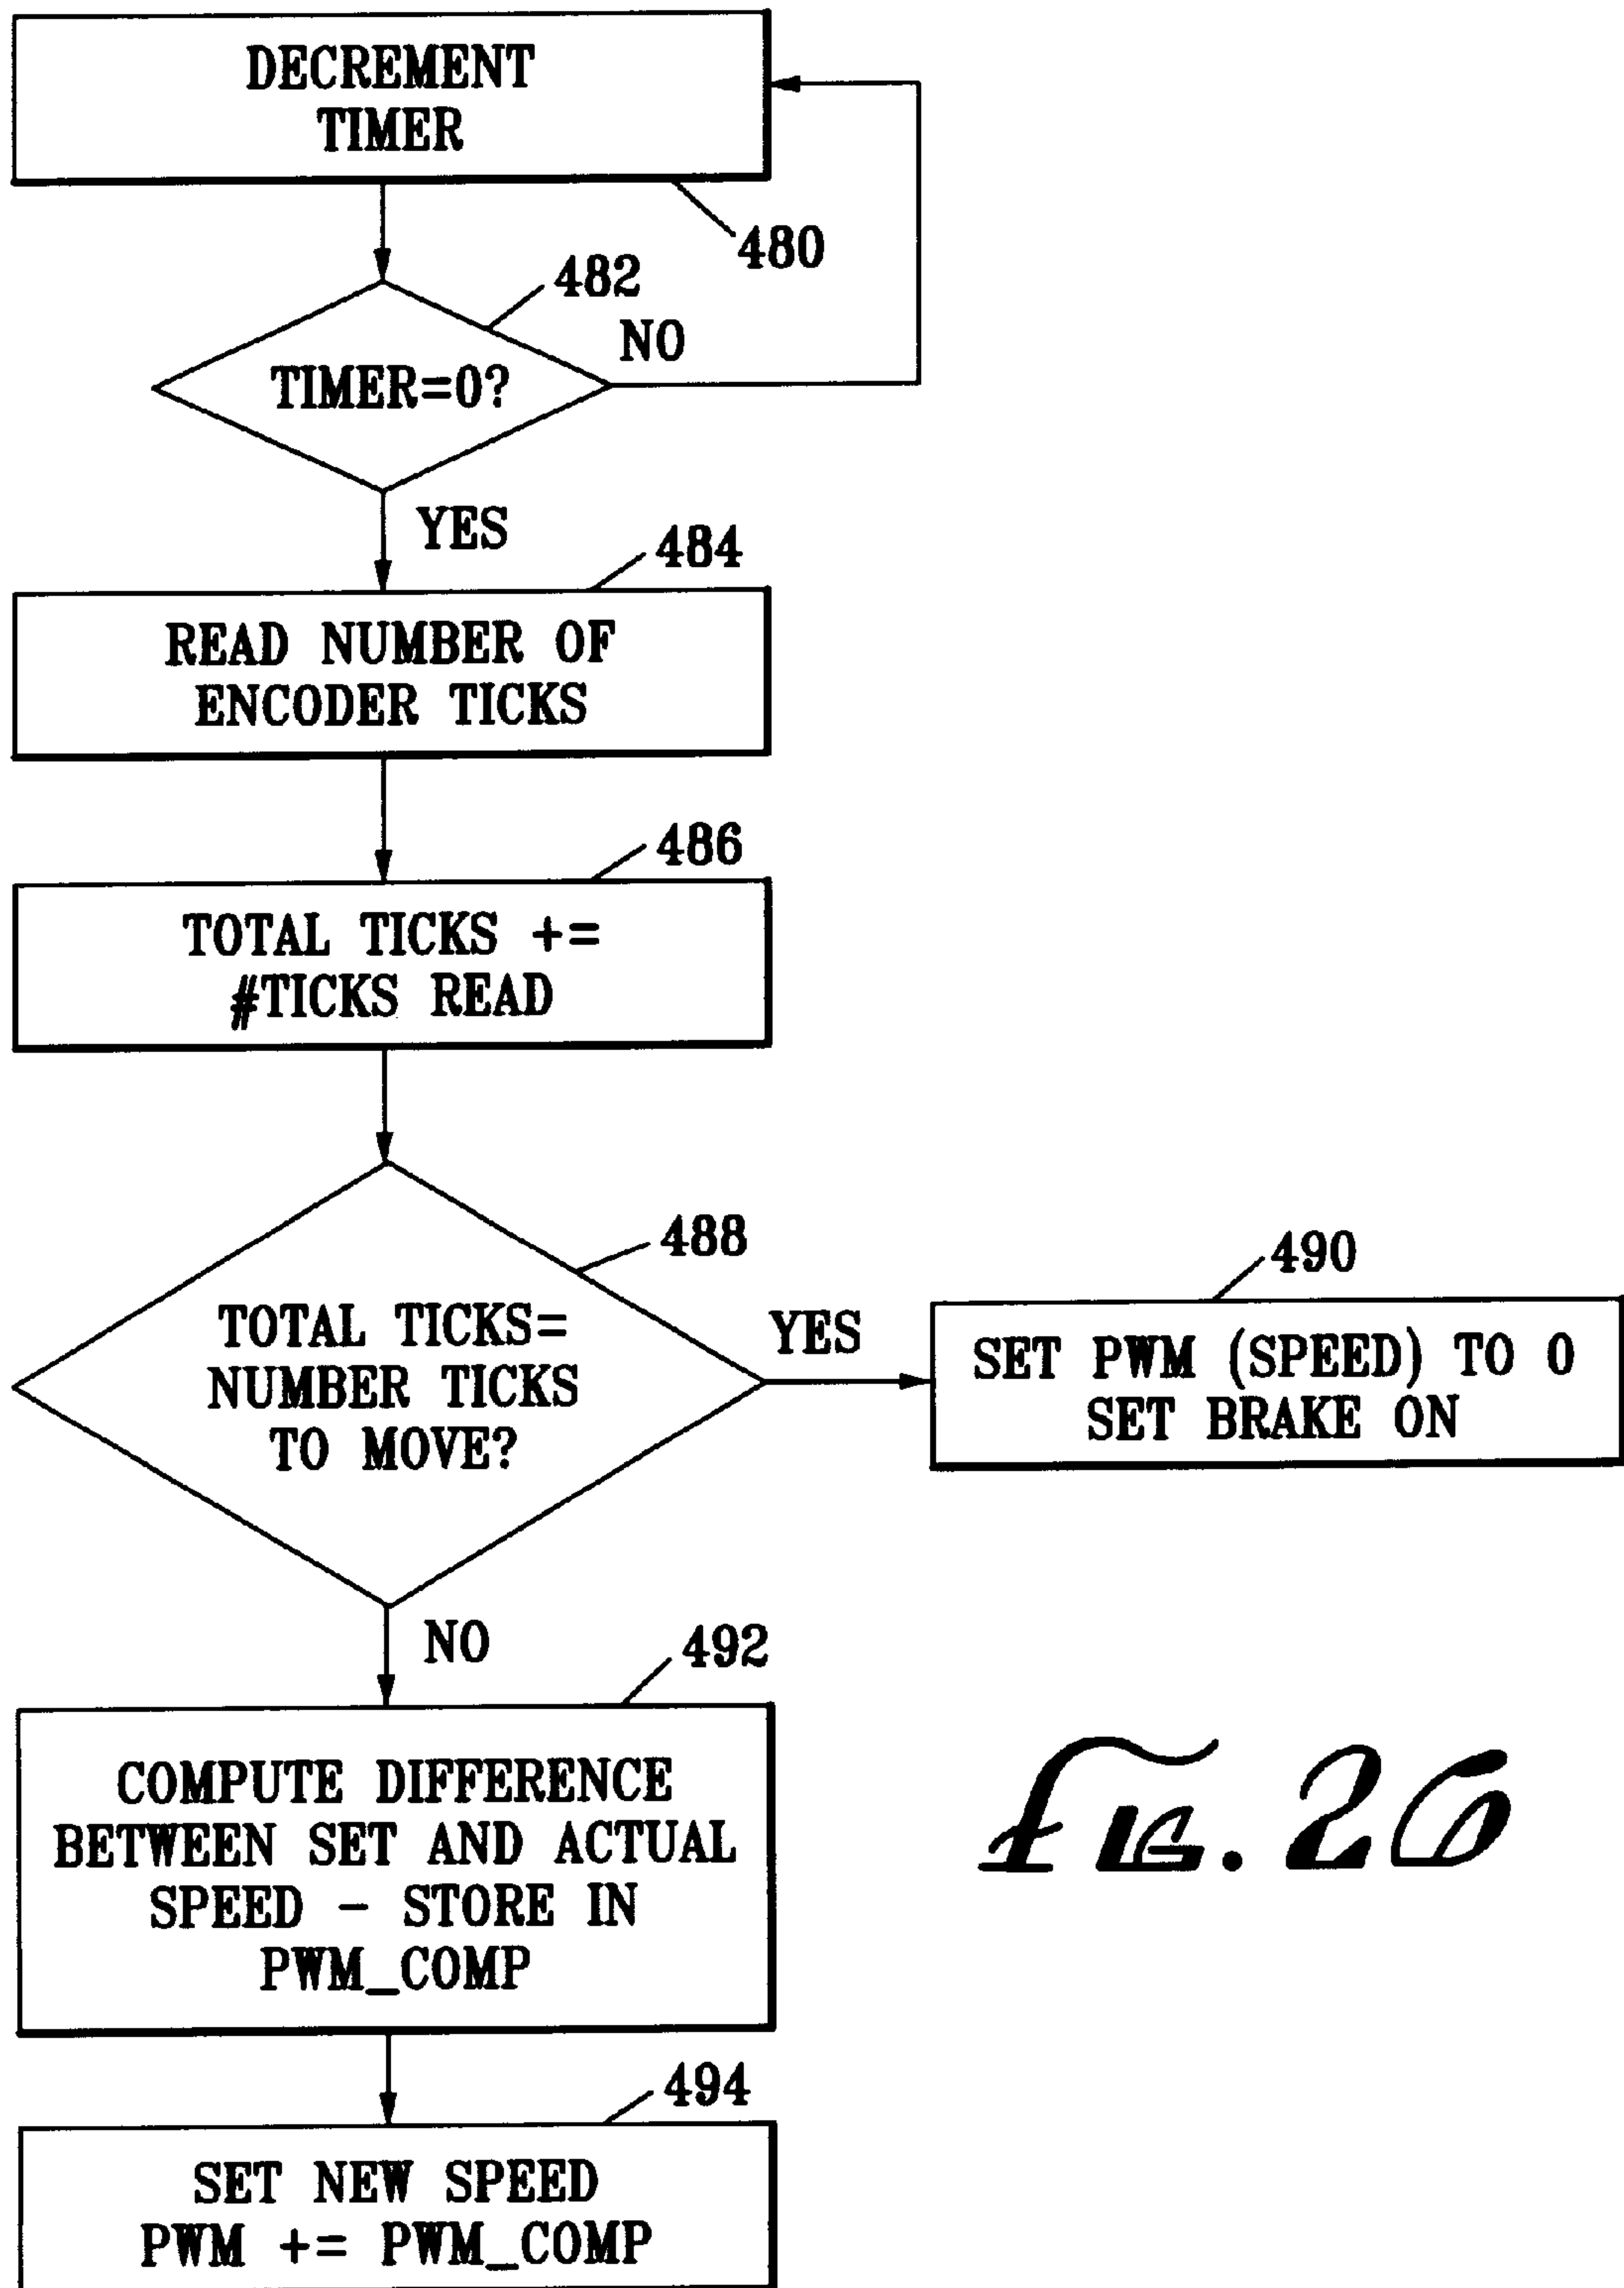 DECREMENT
TIMER
480
482
TIMER=0?
NO
YES
484
READ NUMBER OF
ENCODER TICKS
486
TOTAL TICKS +=
#TICKS READ
488
TOTAL TICKS=
NUMBER TICKS
TO MOVE?
YES
490
SET PWM (SPEED) TO 0
SET BRAKE ON
NO
492
COMPUTE DIFFERENCE
BETWEEN SET AND ACTUAL
SPEED - STORE IN
PWM_COMP
FIG. 26
494
SET NEW SPEED
PWM += PWM_COMP